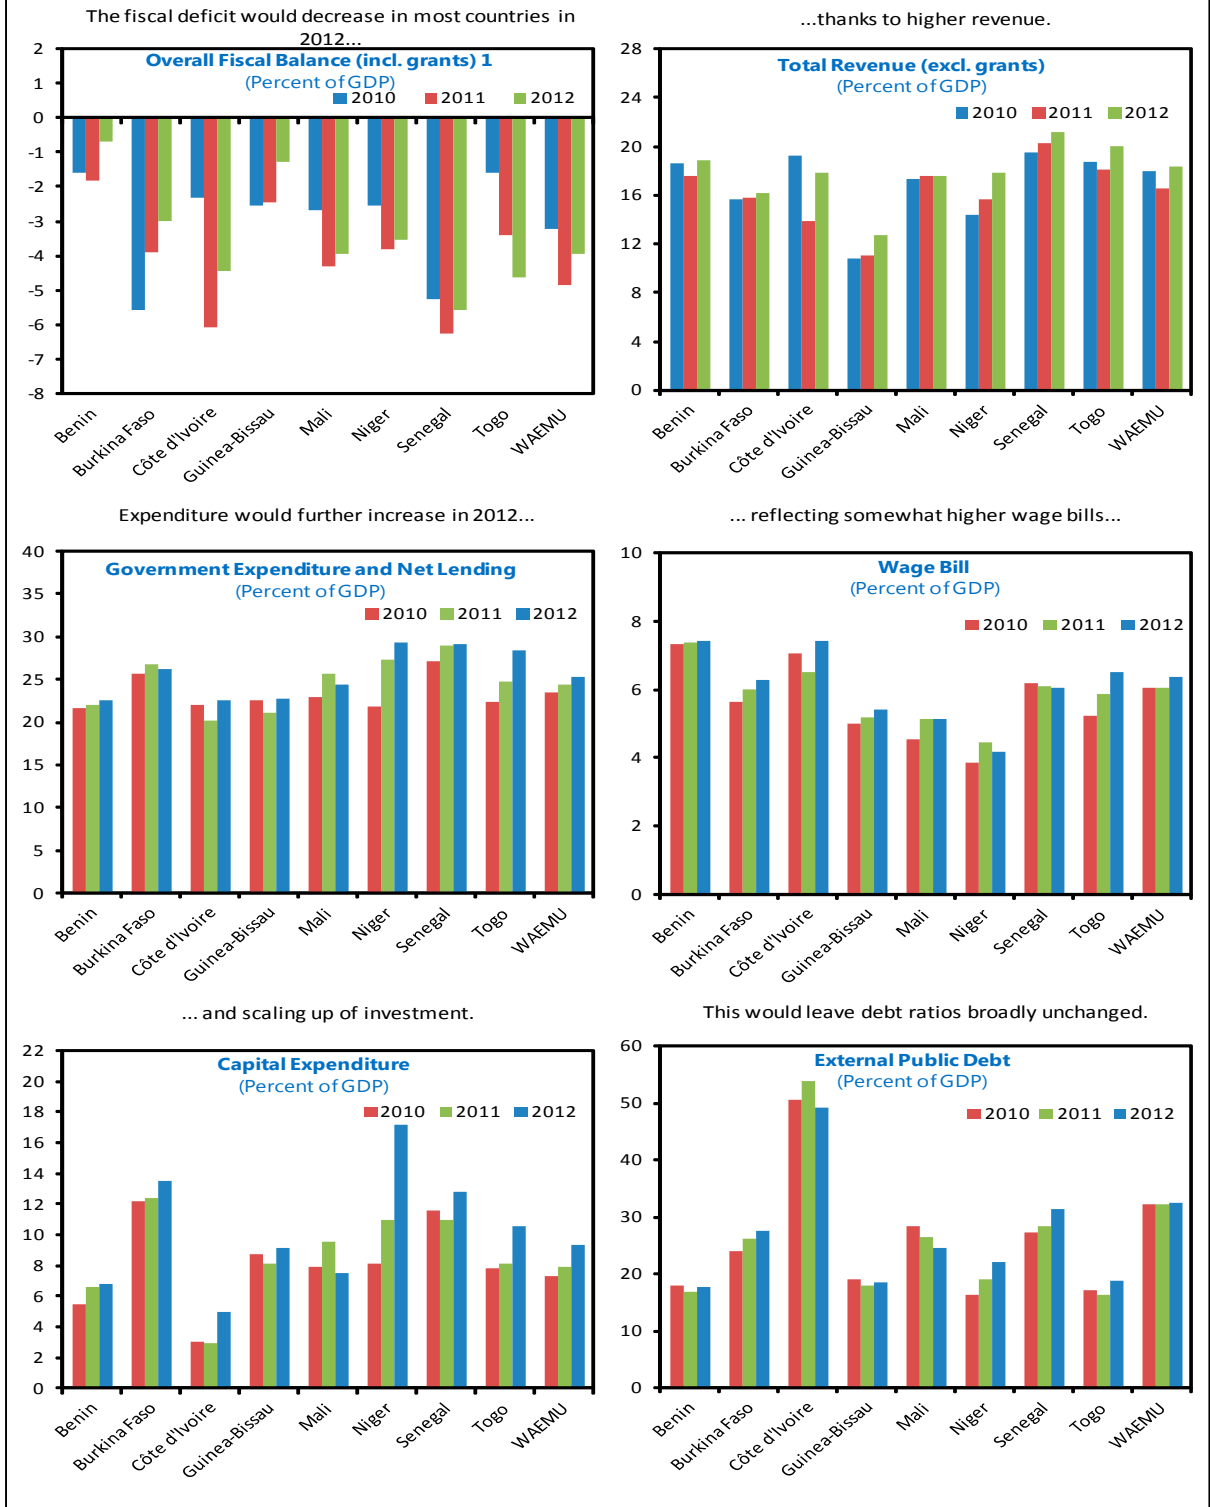 The fiscal deficit would decrease in most countries in
2012...
Overall Fiscal Balance (incl. grants) 1
(Percent of GDP)
2010 2011 2012
2
1
0
-1
-2
-3
-4
-5
-6
-7
-8
Benin Burkina Faso Côte d'Ivoire Guinea-Bissau Mali Niger Senegal Togo WAEMU
...thanks to higher revenue.
Total Revenue (excl. grants)
(Percent of GDP)
2010 2011 2012
28
24
20
16
12
8
4
0
Benin Burkina Faso Côte d'Ivoire Guinea-Bissau Mali Niger Senegal Togo WAEMU
Expenditure would further increase in 2012...
Government Expenditure and Net Lending
(Percent of GDP)
2010 2011 2012
40
35
30
25
20
15
10
5
0
Benin Burkina Faso Côte d'Ivoire Guinea-Bissau Mali Niger Senegal Togo WAEMU
... reflecting somewhat higher wage bills...
Wage Bill
(Percent of GDP)
2010 2011 2012
10
8
6
4
2
0
Benin Burkina Faso Côte d'Ivoire Guinea-Bissau Mali Niger Senegal Togo WAEMU
... and scaling up of investment.
Capital Expenditure
(Percent of GDP)
2010 2011 2012
22
20
18
16
14
12
10
8
6
4
2
0
Benin Burkina Faso Côte d'Ivoire Guinea-Bissau Mali Niger Senegal Togo WAEMU
This would leave debt ratios broadly unchanged.
External Public Debt
(Percent of GDP)
2010 2011 2012
60
50
40
30
20
10
0
Benin Burkina Faso Côte d'Ivoire Guinea-Bissau Mali Niger Senegal Togo WAEMU